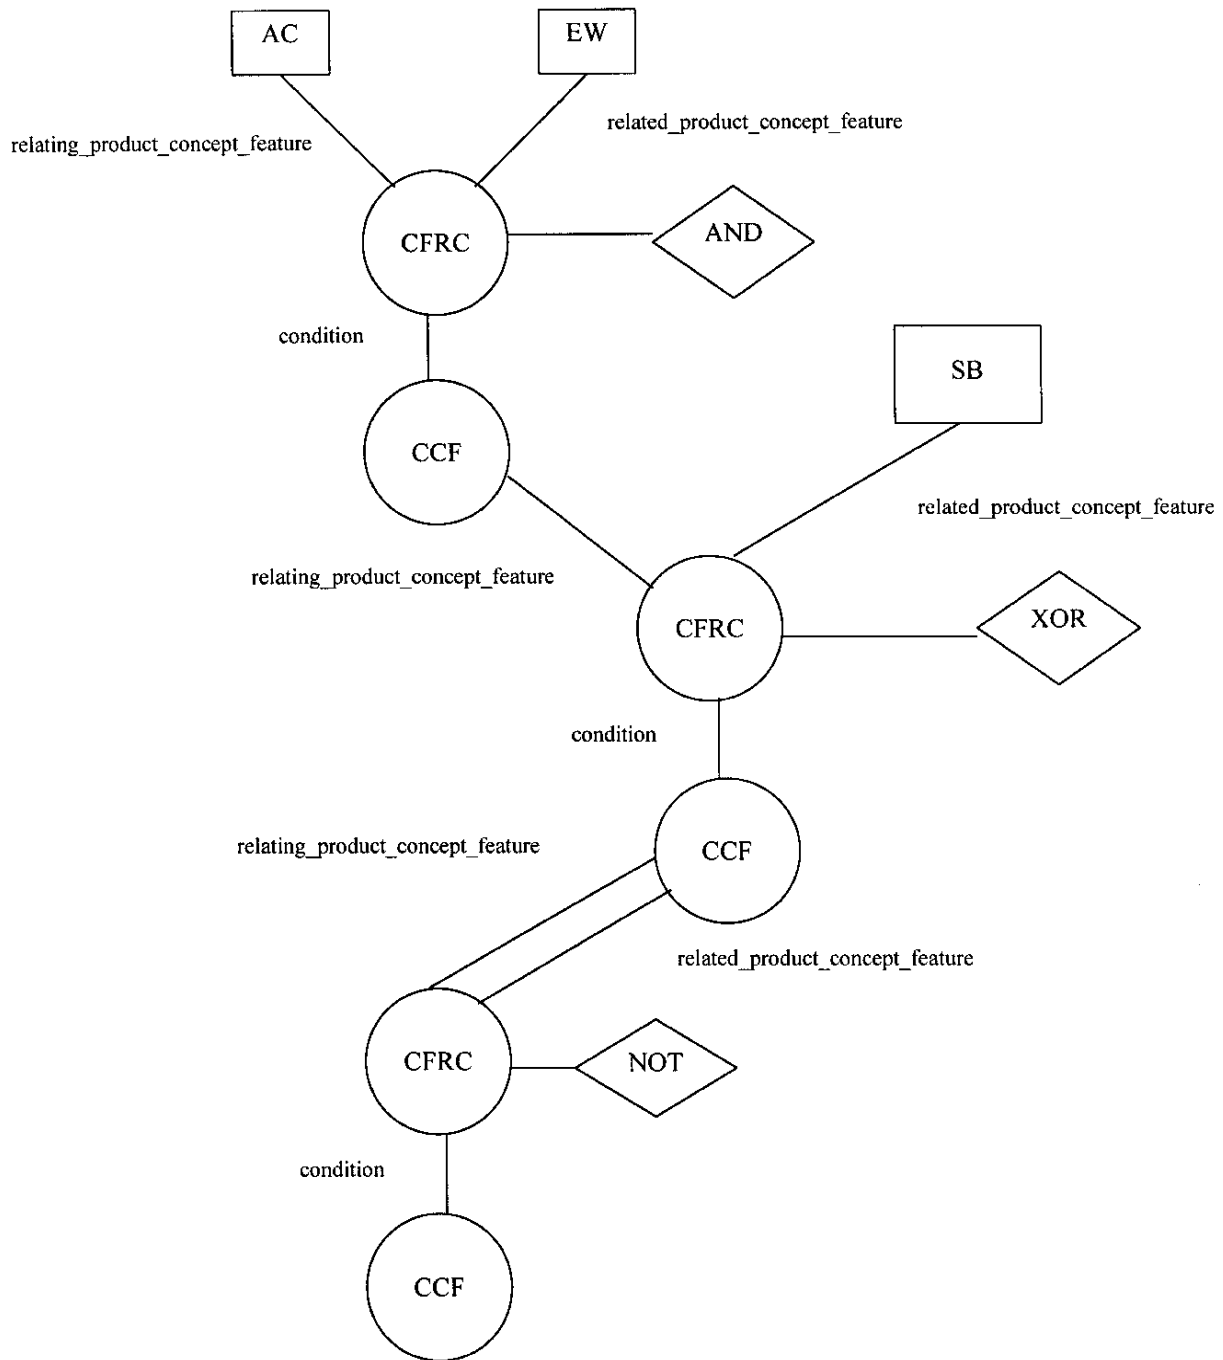 AC
EW
related_product_concept_feature
relating_product_concept_feature
CFRC
AND
condition
SB
CCF
related_product_concept_feature
relating_product_concept_feature
CFRC
XOR
condition
relating_product_concept_feature
CCF
related_product_concept_feature
CFRC
NOT
condition
CCF